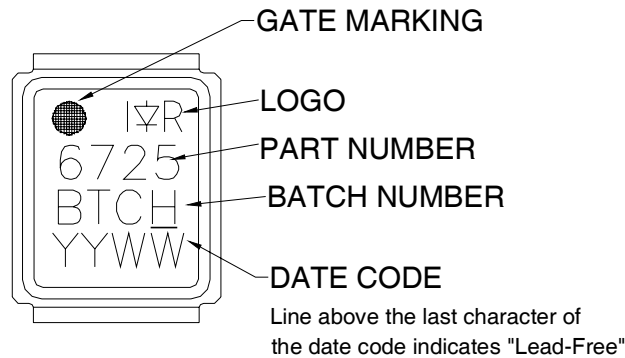 GATE MARKING
I R
LOGO
6725
PART NUMBER
BTCH
BATCH NUMBER
YYWW
DATE CODE
Line above the last character of
the date code indicates "Lead-Free"